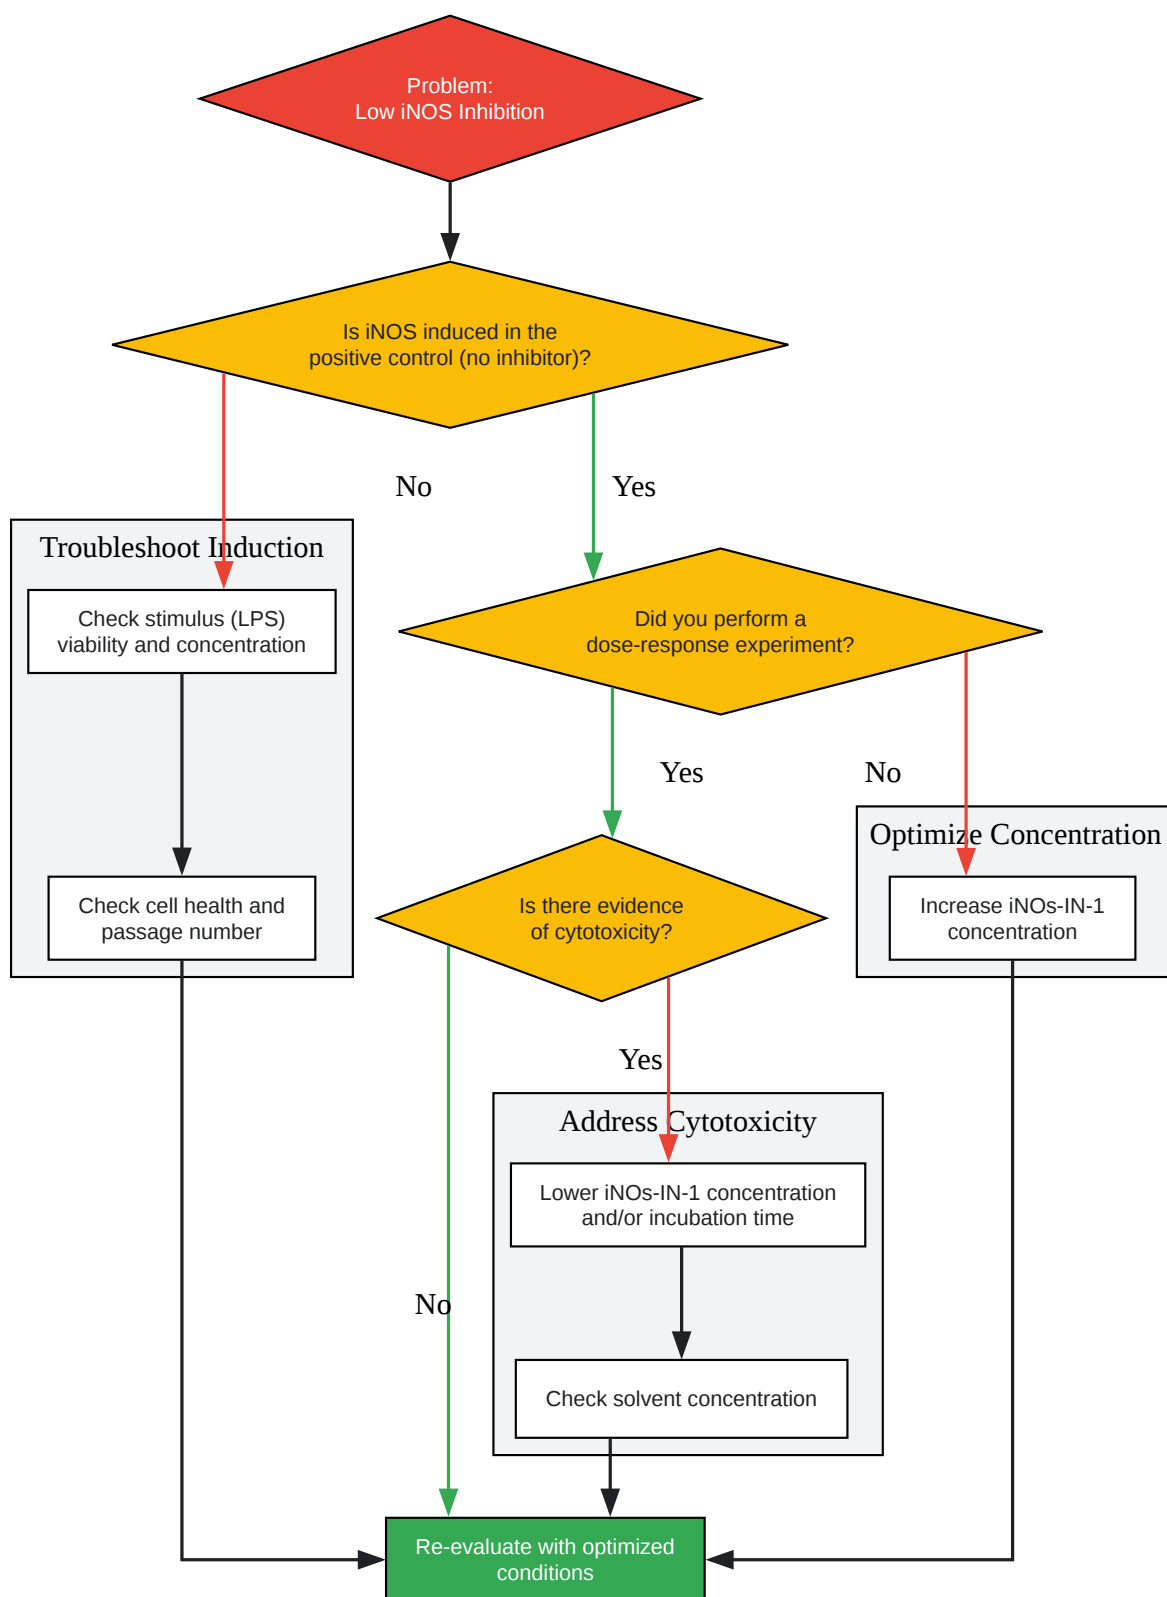 Problem:
Low iNOS Inhibition
Is iNOS induced in the
positive control (no inhibitor)?
No
Yes
Troubleshoot Induction
Check stimulus (LPS)
viability and concentration
Did you perform a
dose-response experiment?
Yes
No
Optimize Concentration
Check cell health and
passage number
Is there evidence
of cytotoxicity?
Increase iNOs-IN-1
concentration
Yes
Address Cytotoxicity
Lower iNOs-IN-1 concentration
and/or incubation time
No
Check solvent concentration
Re-evaluate with optimized
conditions